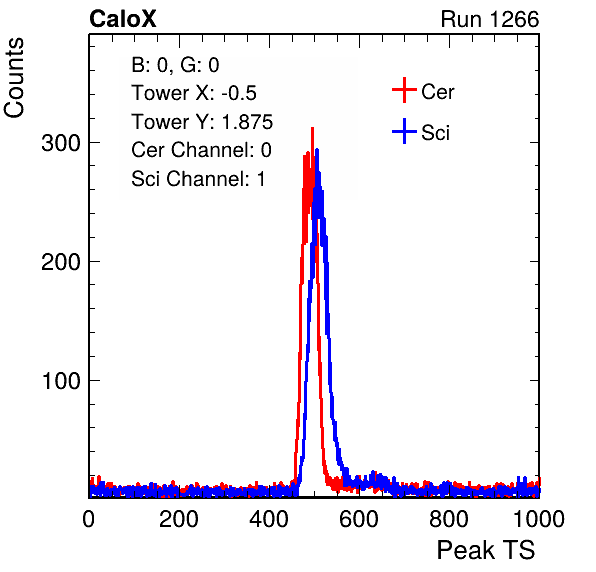 CaloX Run 1266
Counts
B: 0, G: 0
Tower X: -0.5
Tower Y: 1.875
Cer Channel: 0
Sci Channel: 1
Cer
Sci
300
200
100
0 200 400 600 800 1000
Peak TS